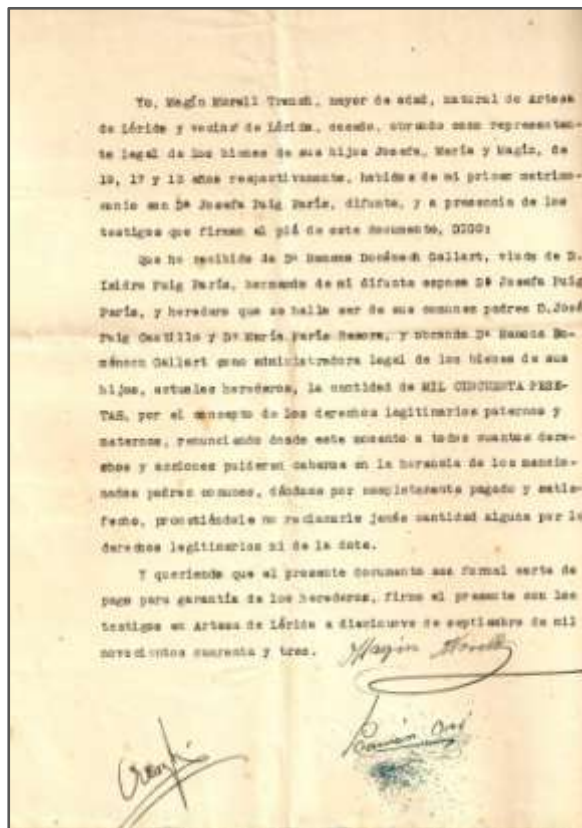 Yo, Magín Morell Trench, mayor de edad, natural de Artesa
de Lérida y vecino de Lérida, casado, obrando como representan-
te legal de los bienes de sus hijos Josefa, María y Magín, de
19, 17 y 13 años respectivamente, habidos de mi primer matrimo-
nio con Dª Josefa Puig París, difunta, y a presencia de los
testigos que firman al pié de este documento, DIGO:
Que he recibido de Dª Ramona Doménech Gallart, viuda de D.
Isidro Puig París, hermano de mi difunta esposa Dª Josefa Puig
París, y heredero que se halla ser de sus comunes padres D. José
Puig Castillo y Dª María París, y obrando Dª Ramona Do-
ménech Gallart como administradora legal de los bienes de sus
hijos, actuales herederos, la cantidad de MIL CINCUENTA PESE-
TAS, por el concepto de los derechos legitimarios paternos y
maternos, renunciando desde este momento a todos cuantos dere-
chos y acciones pudieran caberme en la herencia de los mencio-
nados padres comunes, dándome por completamente pagado y satis-
fecho, prometiéndole no reclamarle jamás cantidad alguna por lo
derechos legitimarios ni de la dote.
Y queriendo que el presente documento sea formal carta de
pago para garantía de los herederos, firmo el presente con los
testigos en Artesa de Lérida a diecinueve de septiembre de mil
novecientos cuarenta y tres. Magín Morell
Ramón